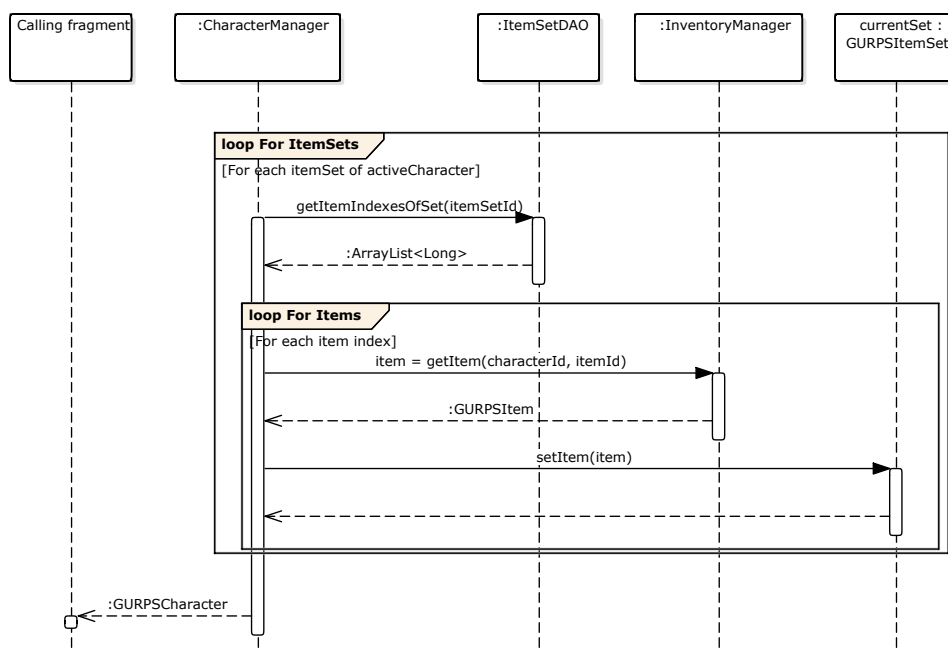 Calling fragment
:CharacterManager
:ItemSetDAO
:InventoryManager
currentSet :
GURPSItemSet
loop For ItemSets
[For each itemSet of activeCharacter]
getItemIndexesOfSet(itemSetId)
:ArrayList<Long>
loop For Items
[For each item index]
item = getItem(characterId, itemId)
:GURPSItem
setItem(item)
:GURPSCharacter